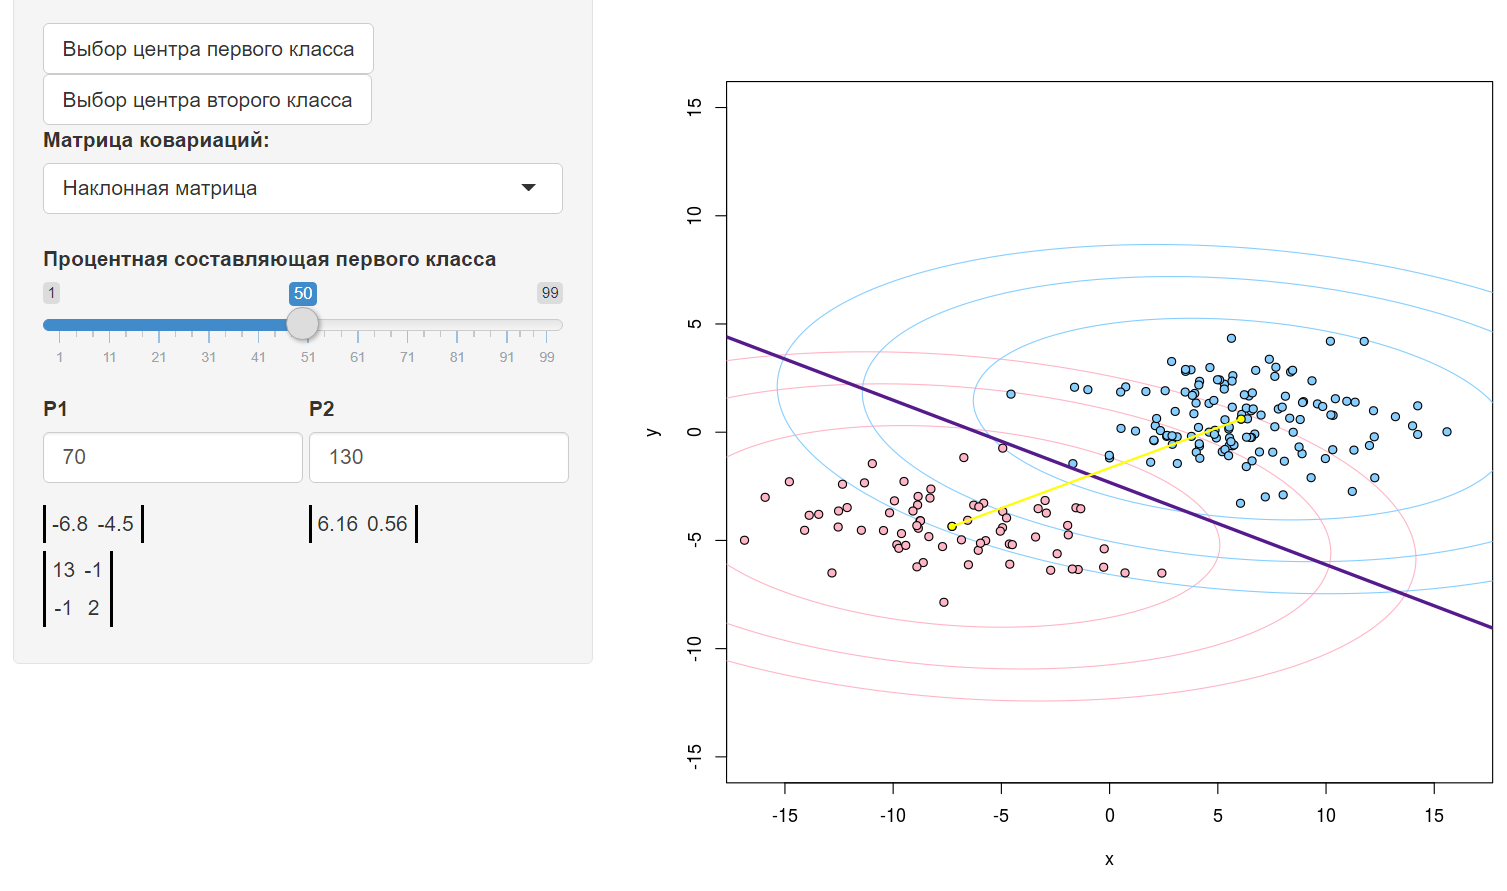 Выбор центра первого класса
Выбор центра второго класса
Матрица ковариаций:
Наклонная матрица
Процентная составляющая первого класса
1 50 99
1 11 21 31 41 51 61 71 81 91 99
P1 P2
70 130
-6.8 -4.5 6.16 0.56
13 -1
-1 2
15
10
5
0
-5
-10
-15
y
-15 -10 -5 0 5 10 15
x